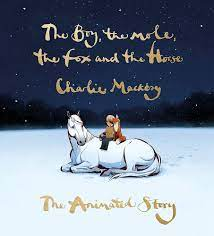 The Boy, the mole,
the fox and the Horse
Charlie Mackesy
The Animated Story